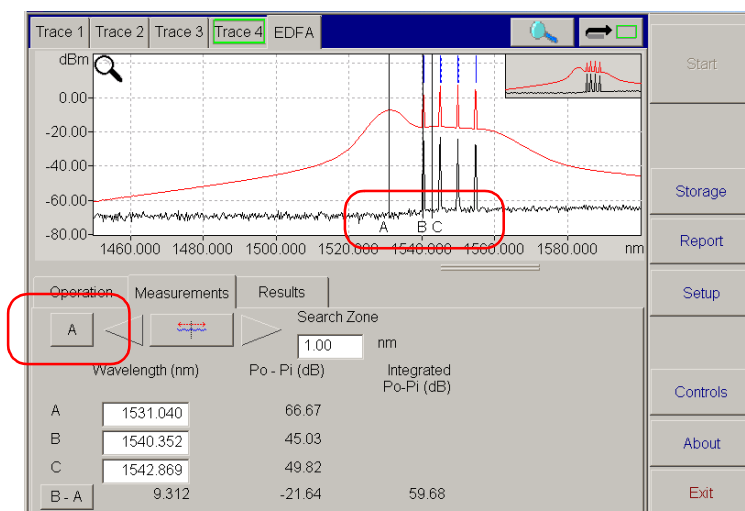 Trace 1 Trace 2 Trace 3 Trace 4 EDFA
Start
dBm
0.00
-20.00
-40.00
-60.00
-80.00
A B C
1460.000 1480.000 1500.000 1520.000 1540.000 1560.000 1580.000 nm
Storage
Report
Setup
Controls
About
Exit
Operation Measurements Results
A
Search Zone
1.00 nm
Wavelength (nm) Po - Pi (dB) Integrated
Po-Pi (dB)
A 1531.040 66.67
B 1540.352 45.03
C 1542.869 49.82
B - A 9.312 -21.64 59.68